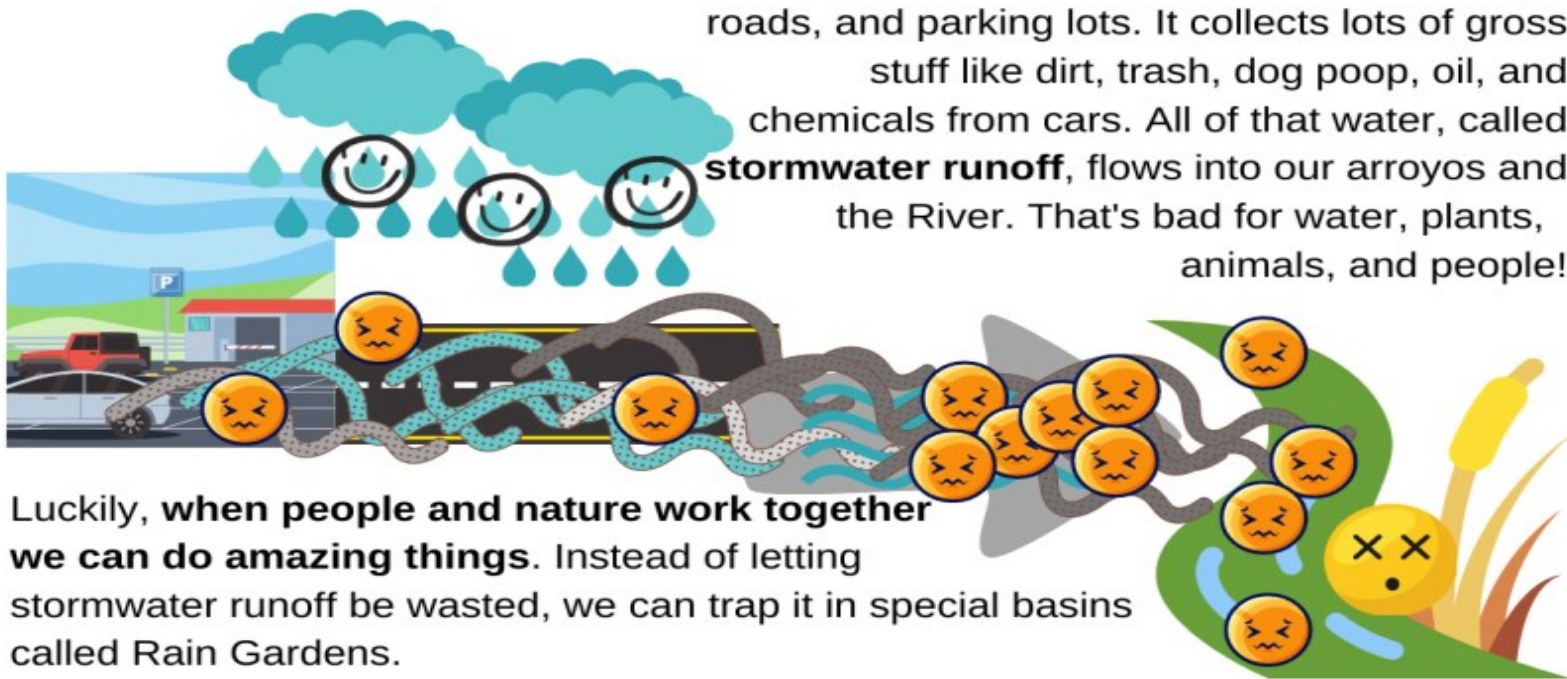 roads, and parking lots. It collects lots of gross
stuff like dirt, trash, dog poop, oil, and
chemicals from cars. All of that water, called
stormwater runoff, flows into our arroyos and
the River. That's bad for water, plants,
animals, and people!
P
Luckily, when people and nature work together
we can do amazing things. Instead of letting
stormwater runoff be wasted, we can trap it in special basins
called Rain Gardens.